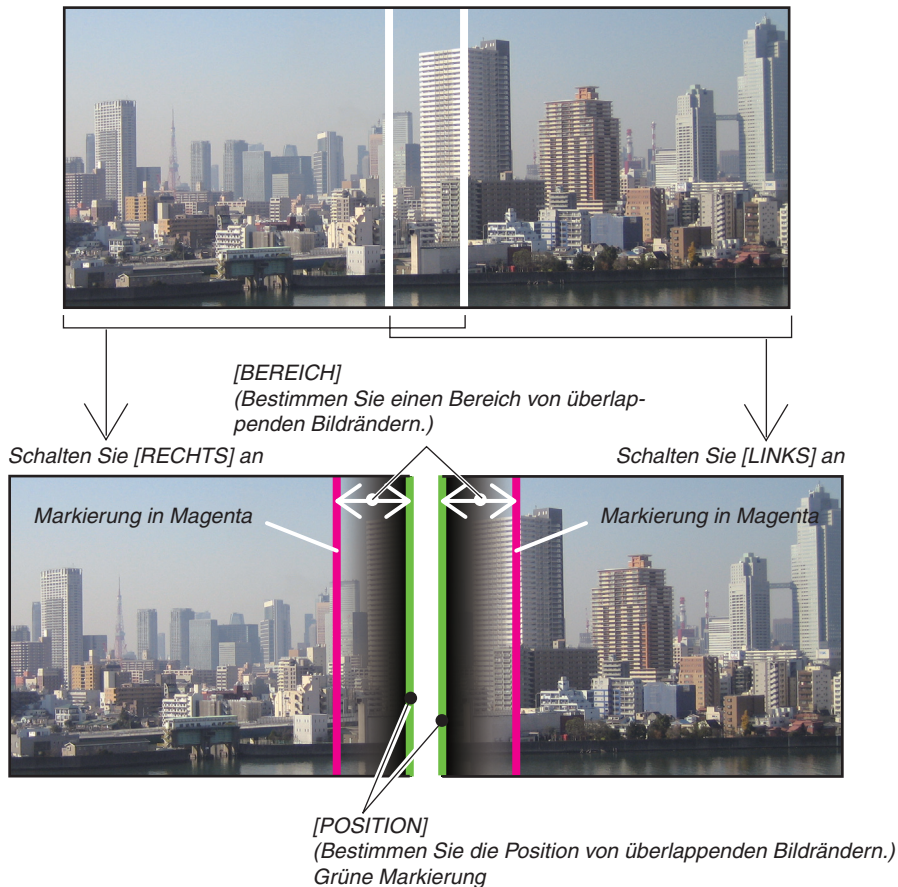 [BEREICH]
(Bestimmen Sie einen Bereich von überlap-
penden Bildrändern.)
Schalten Sie [RECHTS] an
Schalten Sie [LINKS] an
Markierung in Magenta
Markierung in Magenta
[POSITION]
(Bestimmen Sie die Position von überlappenden Bildrändern.)
Grüne Markierung